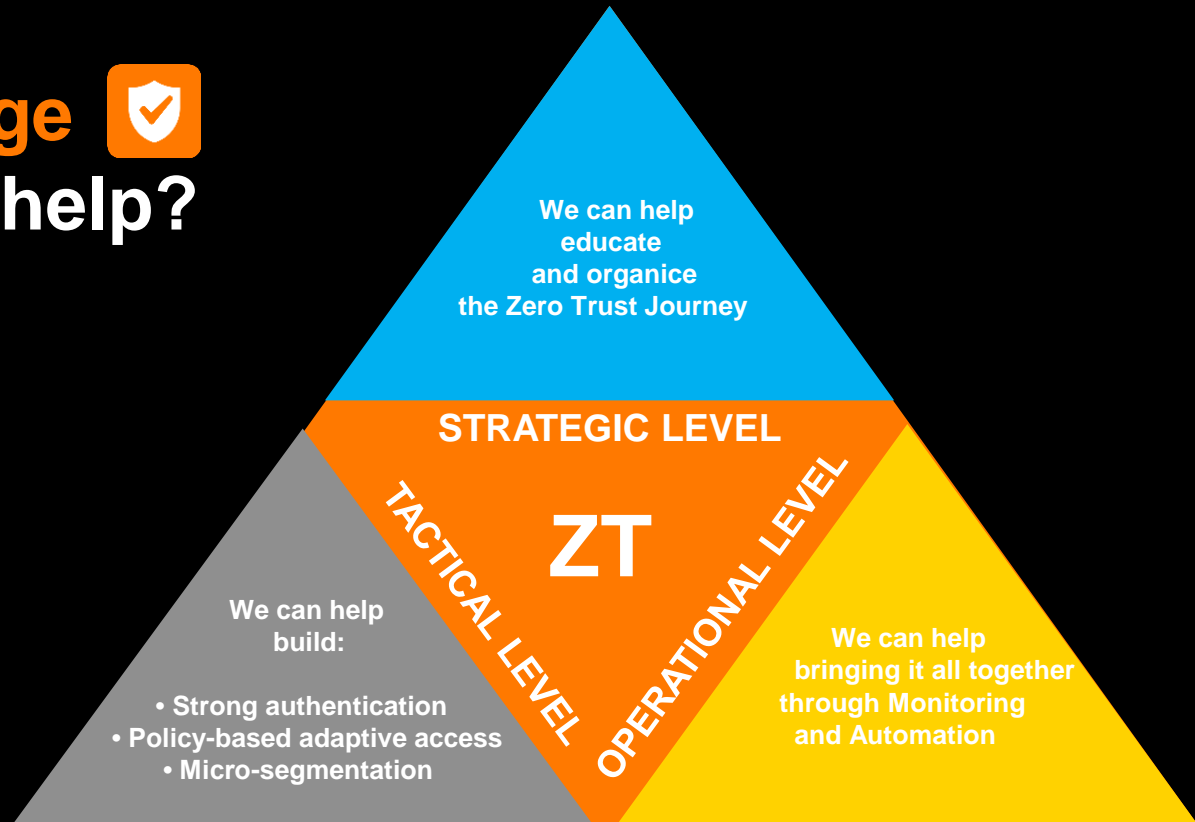 ge
help?
We can help
educate
and organice
the Zero Trust Journey
STRATEGIC LEVEL
TACTICAL LEVEL
ZT
OPERATIONAL LEVEL
We can help
build:
• Strong authentication
• Policy-based adaptive access
• Micro-segmentation
We can help
bringing it all together
through Monitoring
and Automation